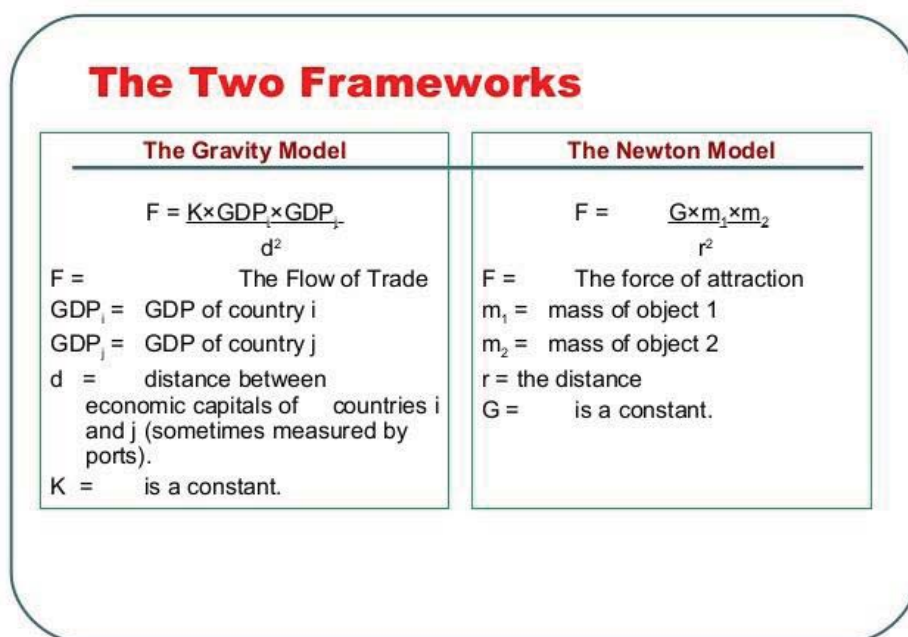 The Two Frameworks
The Gravity Model
F = K×GDPᵢ×GDPⱼ
d²
F = The Flow of Trade
GDPᵢ = GDP of country i
GDPⱼ = GDP of country j
d = distance between
economic capitals of countries i
and j (sometimes measured by
ports).
K = is a constant.
The Newton Model
F = G×m₁×m₂
r²
F = The force of attraction
m₁ = mass of object 1
m₂ = mass of object 2
r = the distance
G = is a constant.